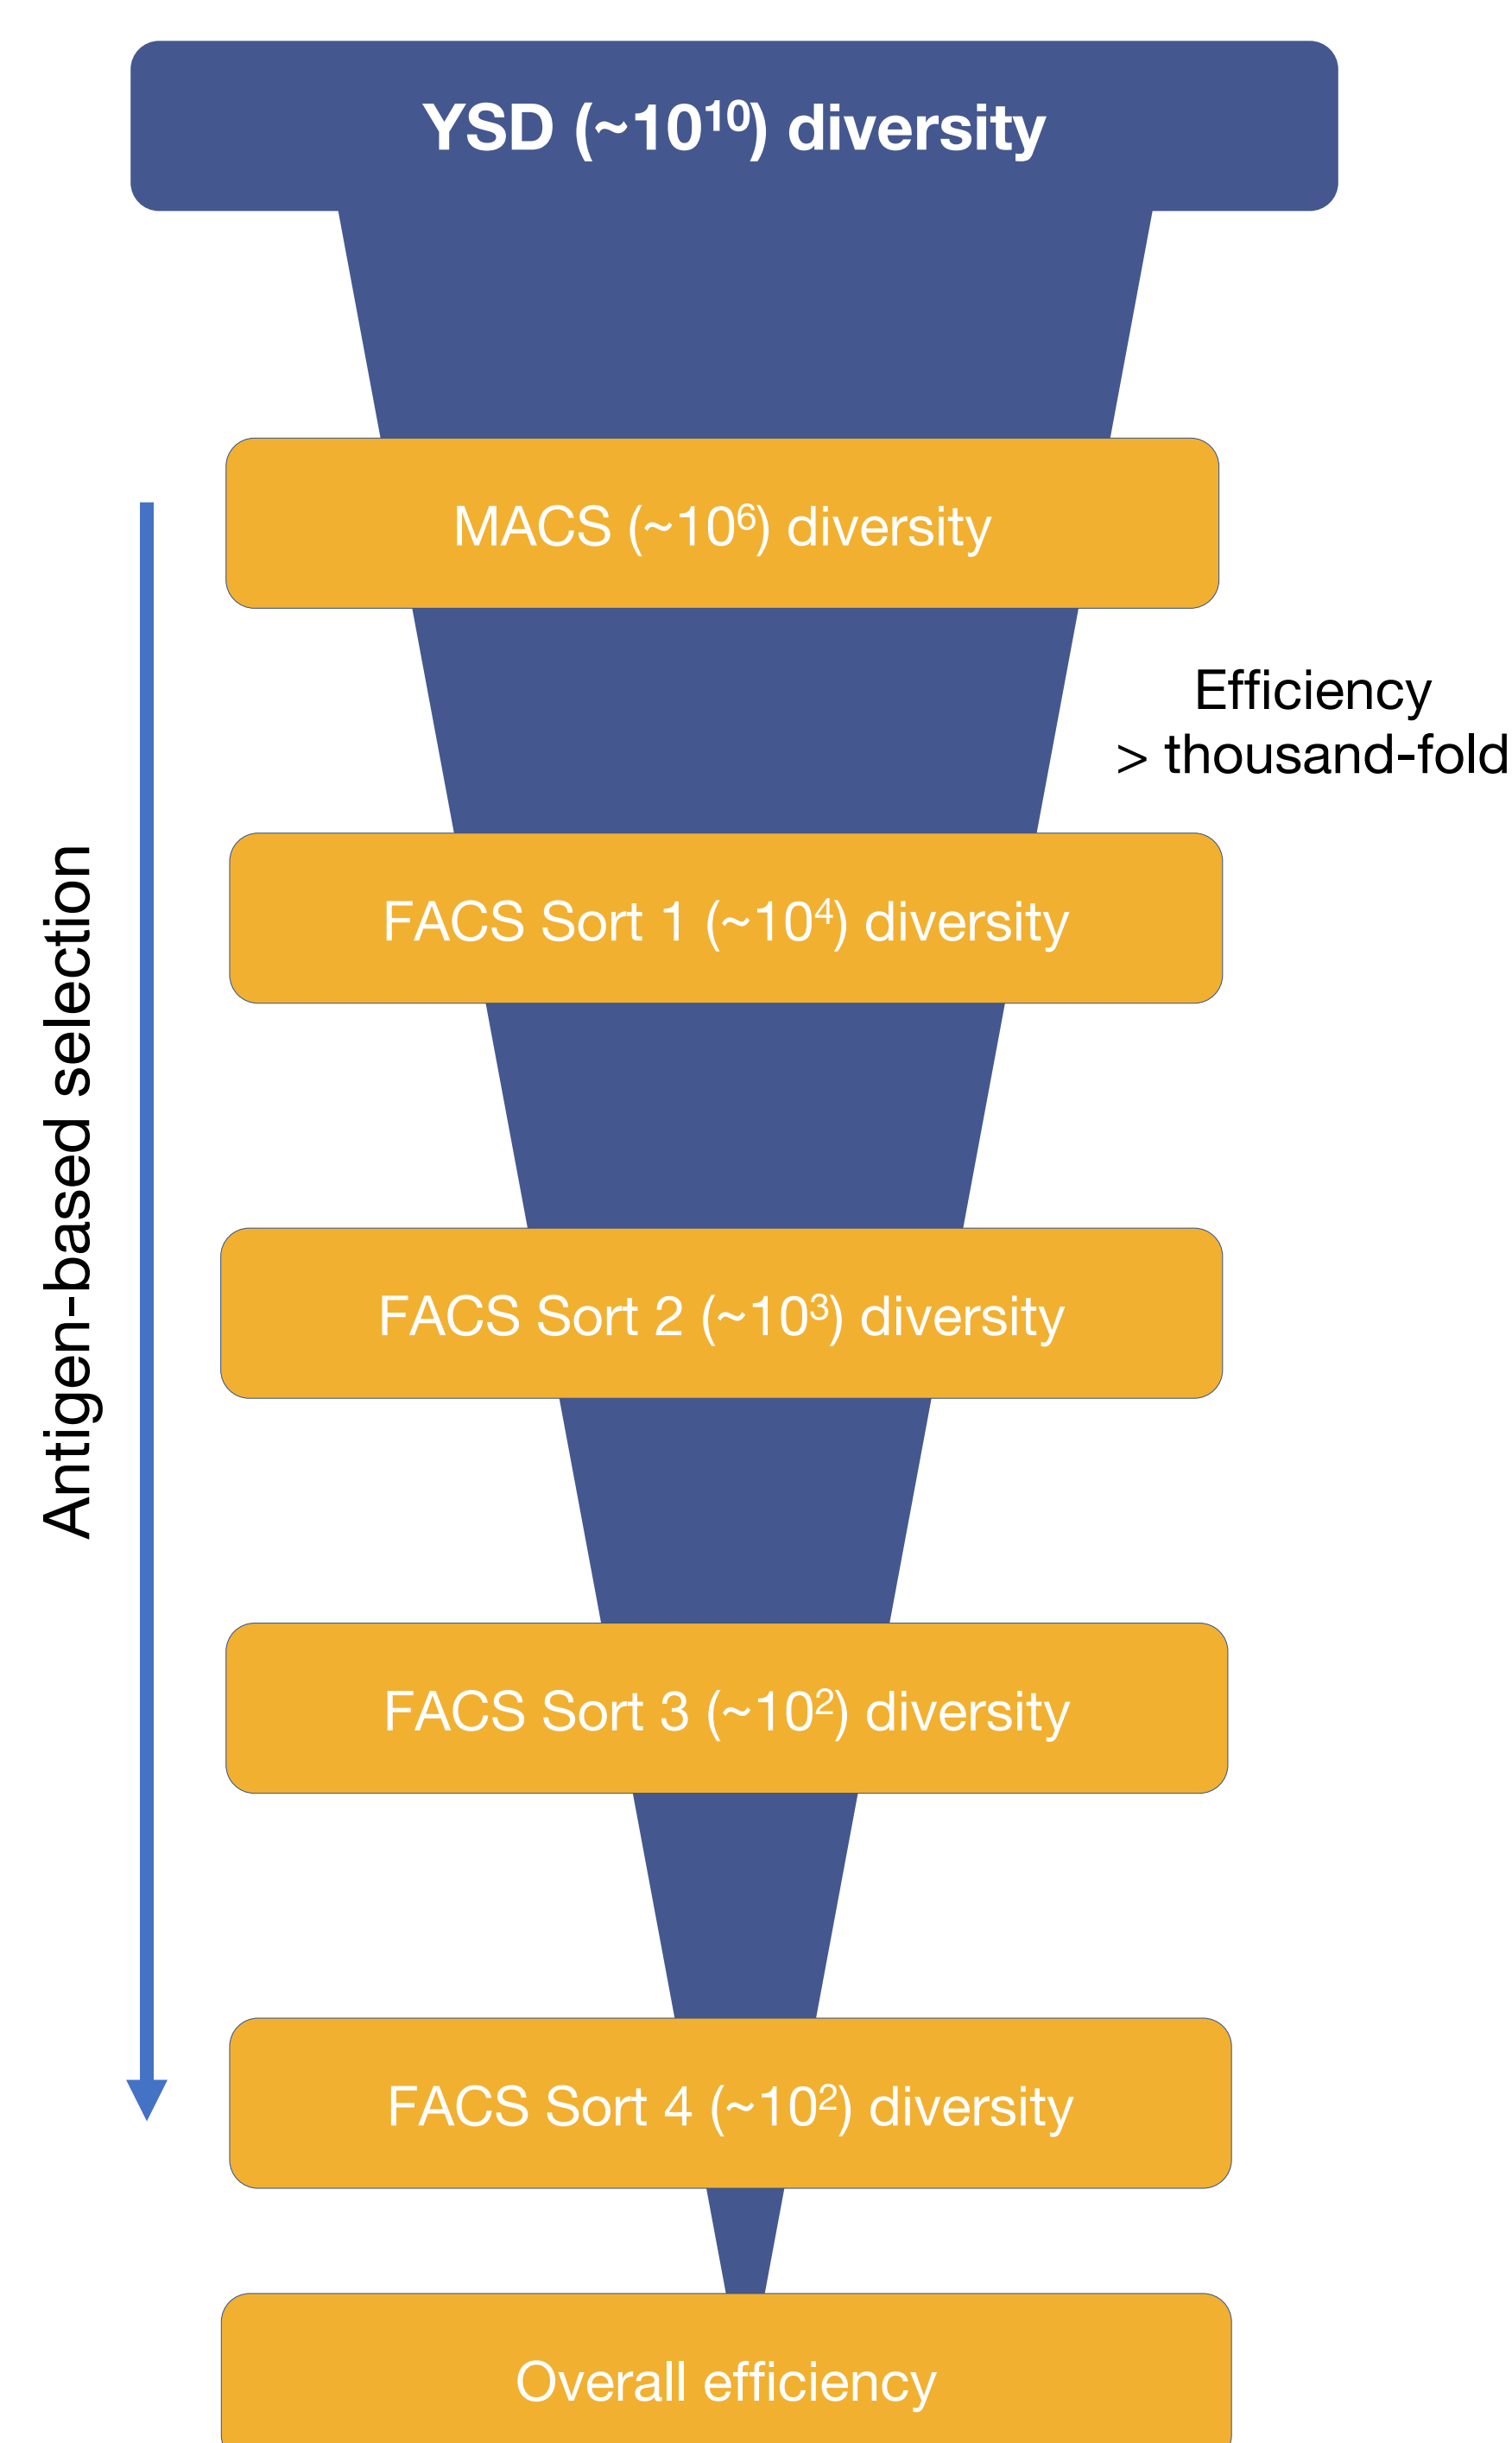 YSD (~10¹⁰) diversity
MACS (~10⁶) diversity
Efficiency
> thousand-fold
FACS Sort 1 (~10⁴) diversity
Antigen-based selection
FACS Sort 2 (~10³) diversity
FACS Sort 3 (~10²) diversity
FACS Sort 4 (~10²) diversity
Overall efficiency